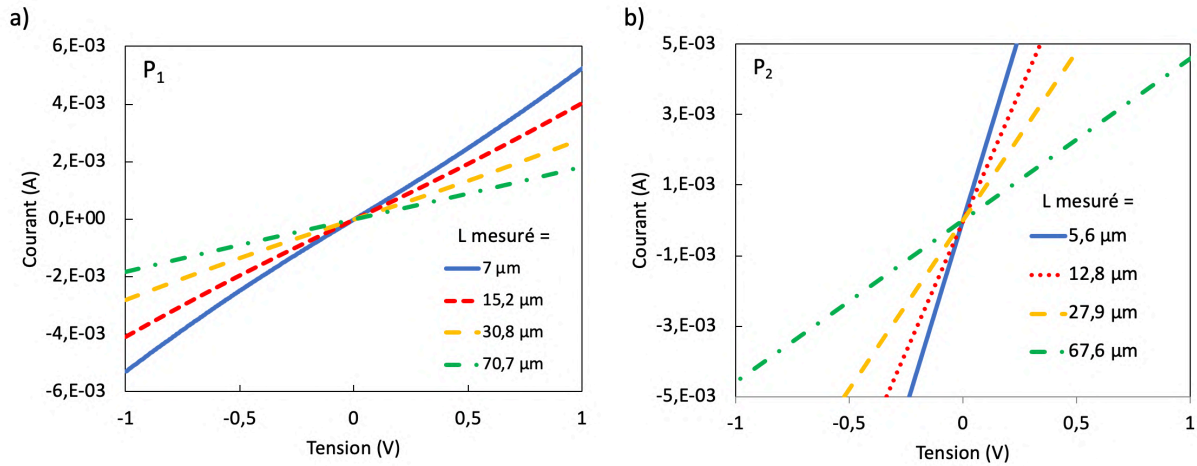 a)
P1
Courant (A)
6,E-03
4,E-03
2,E-03
0,E+00
-2,E-03
-4,E-03
-6,E-03
-1
-0,5
0
0,5
1
Tension (V)
L mesuré =
7 µm
15,2 µm
30,8 µm
70,7 µm
b)
P2
Courant (A)
5,E-03
3,E-03
1,E-03
-1,E-03
-3,E-03
-5,E-03
-1
-0,5
0
0,5
1
Tension (V)
L mesuré =
5,6 µm
12,8 µm
27,9 µm
67,6 µm